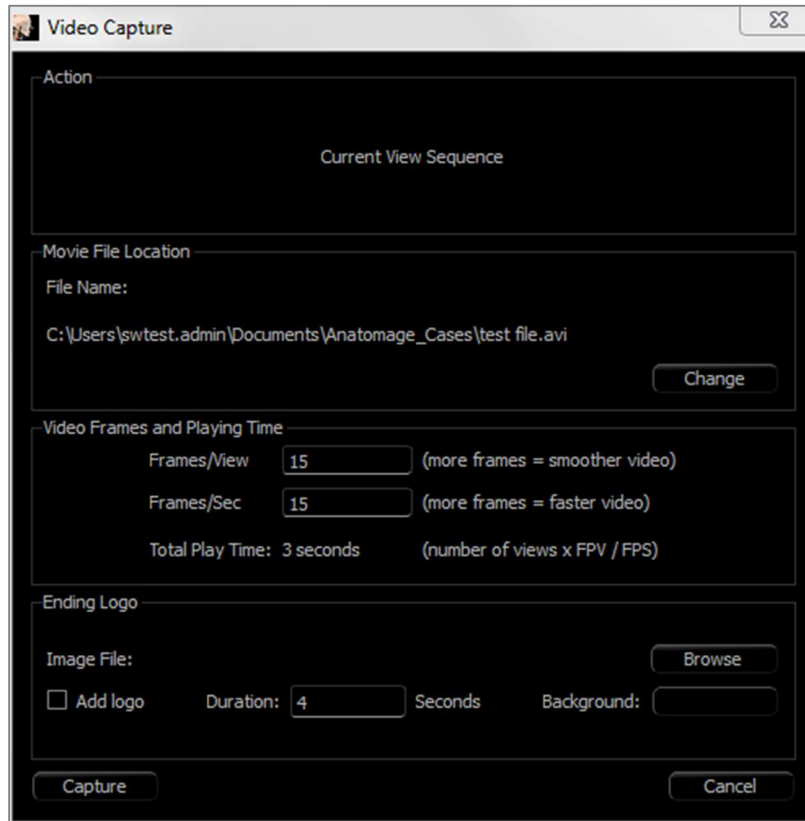 Video Capture
Action
Current View Sequence
Movie File Location
File Name:
C:\Users\swtest.admin\Documents\Anatomage_Cases\test file.avi
Change
Video Frames and Playing Time
Frames/View 15 (more frames = smoother video)
Frames/Sec 15 (more frames = faster video)
Total Play Time: 3 seconds (number of views x FPV / FPS)
Ending Logo
Image File: Browse
Add logo Duration: 4 Seconds Background:
Capture Cancel